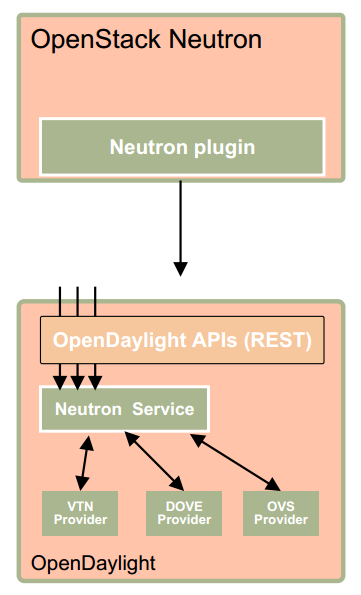 OpenStack Neutron
Neutron plugin
OpenDaylight APIs (REST)
Neutron Service
VTN
Provider
DOVE
Provider
OVS
Provider
OpenDaylight